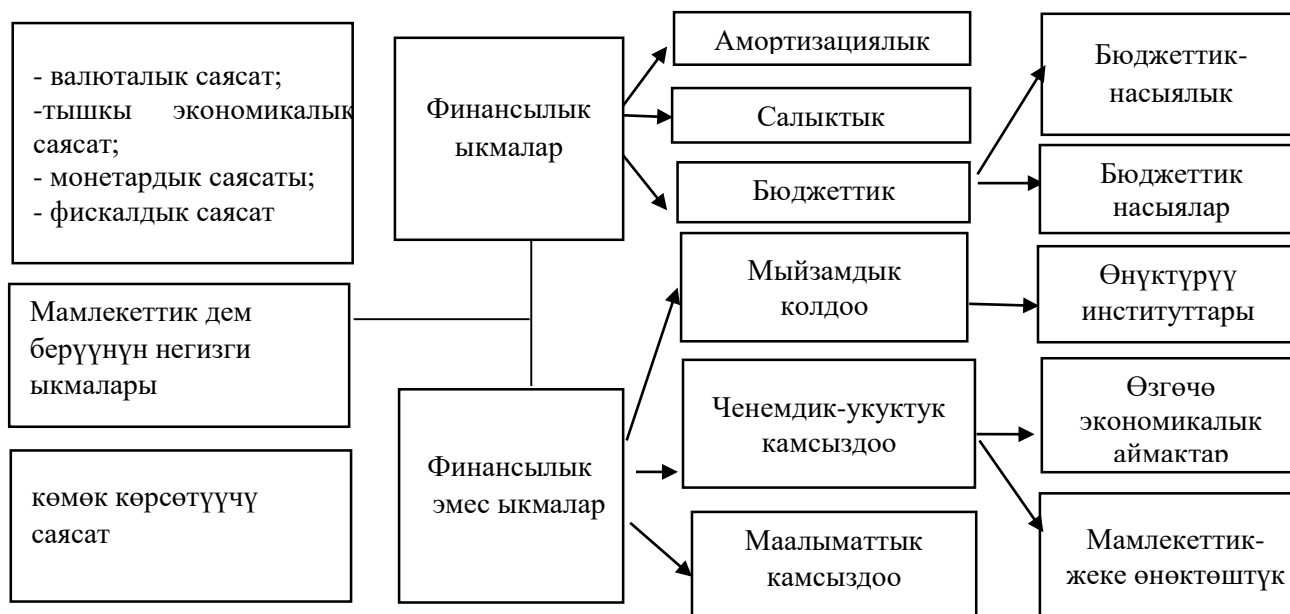 - валюталык саясат;
-тышкы экономикалык
саясат;
- монетардык саясаты;
- фискалдык саясат
Мамлекеттик дем
берүүнүн негизги
ыкмалары
көмөк көрсөтүүчү
саясат
Финансылык
ыкмалар
Финансылык
эмес ыкмалар
Амортизациялык
Салыктык
Бюджеттик
Мыйзамдык
колдоо
Ченемдик-укуктук
камсыздоо
Маалыматтык
камсыздоо
Бюджеттик-
насыялык
Бюджеттик
насыялар
Өнүктүрүү
институттары
Өзгөчө
экономикалык
аймактар
Мамлекеттик-
жеке өнөктөштүк